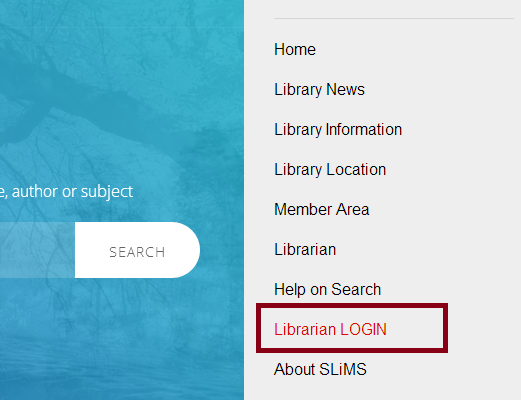 e, author or subject
SEARCH
Home
Library News
Library Information
Library Location
Member Area
Librarian
Help on Search
Librarian LOGIN
About SLiMS